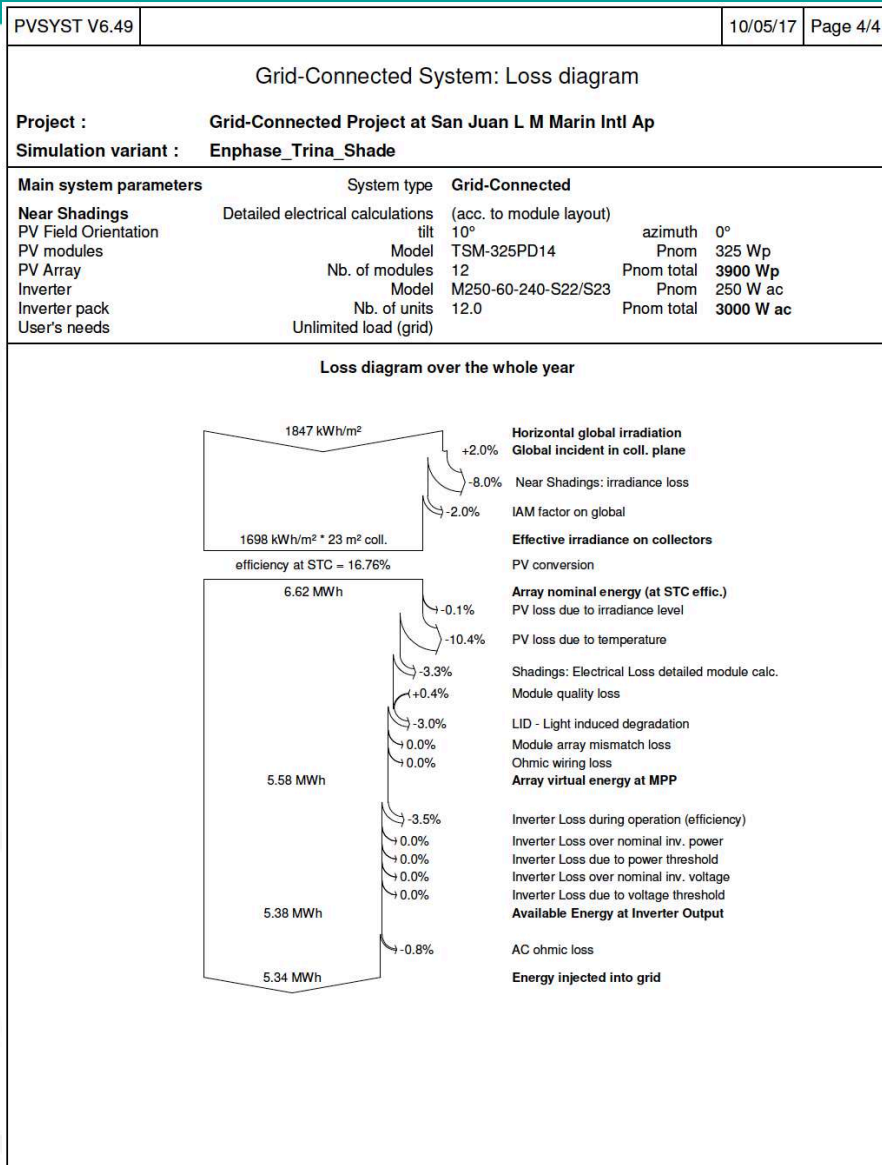 PVSYST V6.49 10/05/17 Page 4/4
Grid-Connected System: Loss diagram
Project : Grid-Connected Project at San Juan L M Marin Intl Ap
Simulation variant : Enphase_Trina_Shade
Main system parameters System type Grid-Connected
Near Shadings Detailed electrical calculations (acc. to module layout)
PV Field Orientation tilt 10° azimuth 0°
PV modules Model TSM-325PD14 Pnom 325 Wp
PV Array Nb. of modules 12 Pnom total 3900 Wp
Inverter Model M250-60-240-S22/S23 Pnom 250 W ac
Inverter pack Nb. of units 12.0 Pnom total 3000 W ac
User's needs Unlimited load (grid)
Loss diagram over the whole year
1847 kWh/m² Horizontal global irradiation
+2.0% Global incident in coll. plane
-8.0% Near Shadings: irradiance loss
-2.0% IAM factor on global
1698 kWh/m² * 23 m² coll. Effective irradiance on collectors
efficiency at STC = 16.76% PV conversion
6.62 MWh Array nominal energy (at STC effic.)
-0.1% PV loss due to irradiance level
-10.4% PV loss due to temperature
-3.3% Shadings: Electrical Loss detailed module calc.
+0.4% Module quality loss
-3.0% LID - Light induced degradation
0.0% Module array mismatch loss
0.0% Ohmic wiring loss
5.58 MWh Array virtual energy at MPP
-3.5% Inverter Loss during operation (efficiency)
0.0% Inverter Loss over nominal inv. power
0.0% Inverter Loss due to power threshold
0.0% Inverter Loss over nominal inv. voltage
0.0% Inverter Loss due to voltage threshold
5.38 MWh Available Energy at Inverter Output
-0.8% AC ohmic loss
5.34 MWh Energy injected into grid